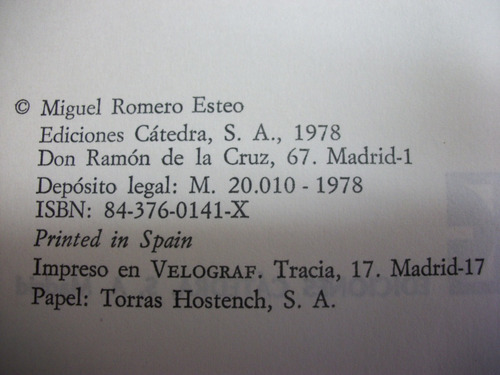 © Miguel Romero Esteo
Ediciones Cátedra, S. A., 1978
Don Ramón de la Cruz, 67. Madrid-1
Depósito legal: M. 20.010 - 1978
ISBN: 84-376-0141-X
Printed in Spain
Impreso en VELOGRAF. Tracia, 17. Madrid-17
Papel: Torras Hostench, S. A.